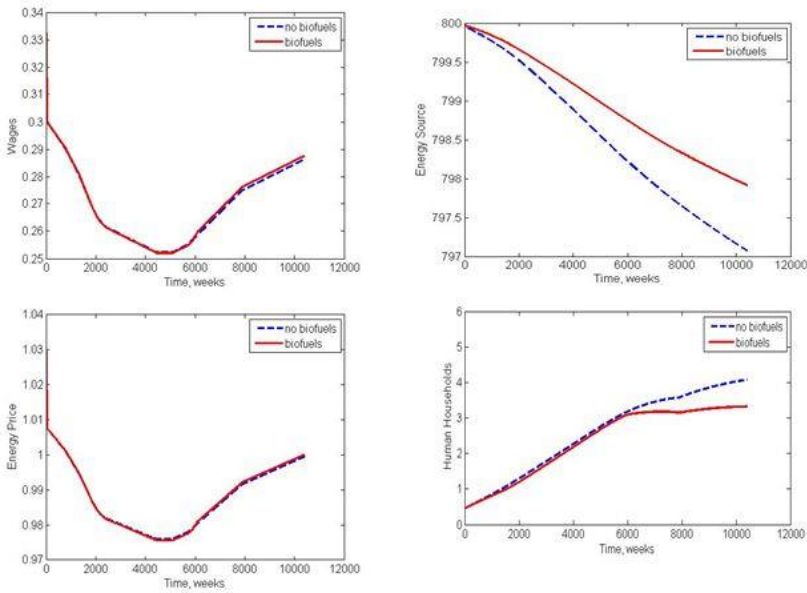 0.34
0.33
0.32
0.31
0.3
0.29
0.28
0.27
0.26
0.25
Wages
no biofuels
biofuels
0 2000 4000 6000 8000 10000 12000
Time, weeks
800
799.5
799
798.5
798
797.5
797
Energy Source
no biofuels
biofuels
0 2000 4000 6000 8000 10000 12000
Time, weeks
1.04
1.03
1.02
1.01
1
0.99
0.98
0.97
Energy Price
no biofuels
biofuels
0 2000 4000 6000 8000 10000 12000
Time, weeks
6
5
4
3
2
1
0
Human Households
no biofuels
biofuels
0 2000 4000 6000 8000 10000 12000
Time, weeks